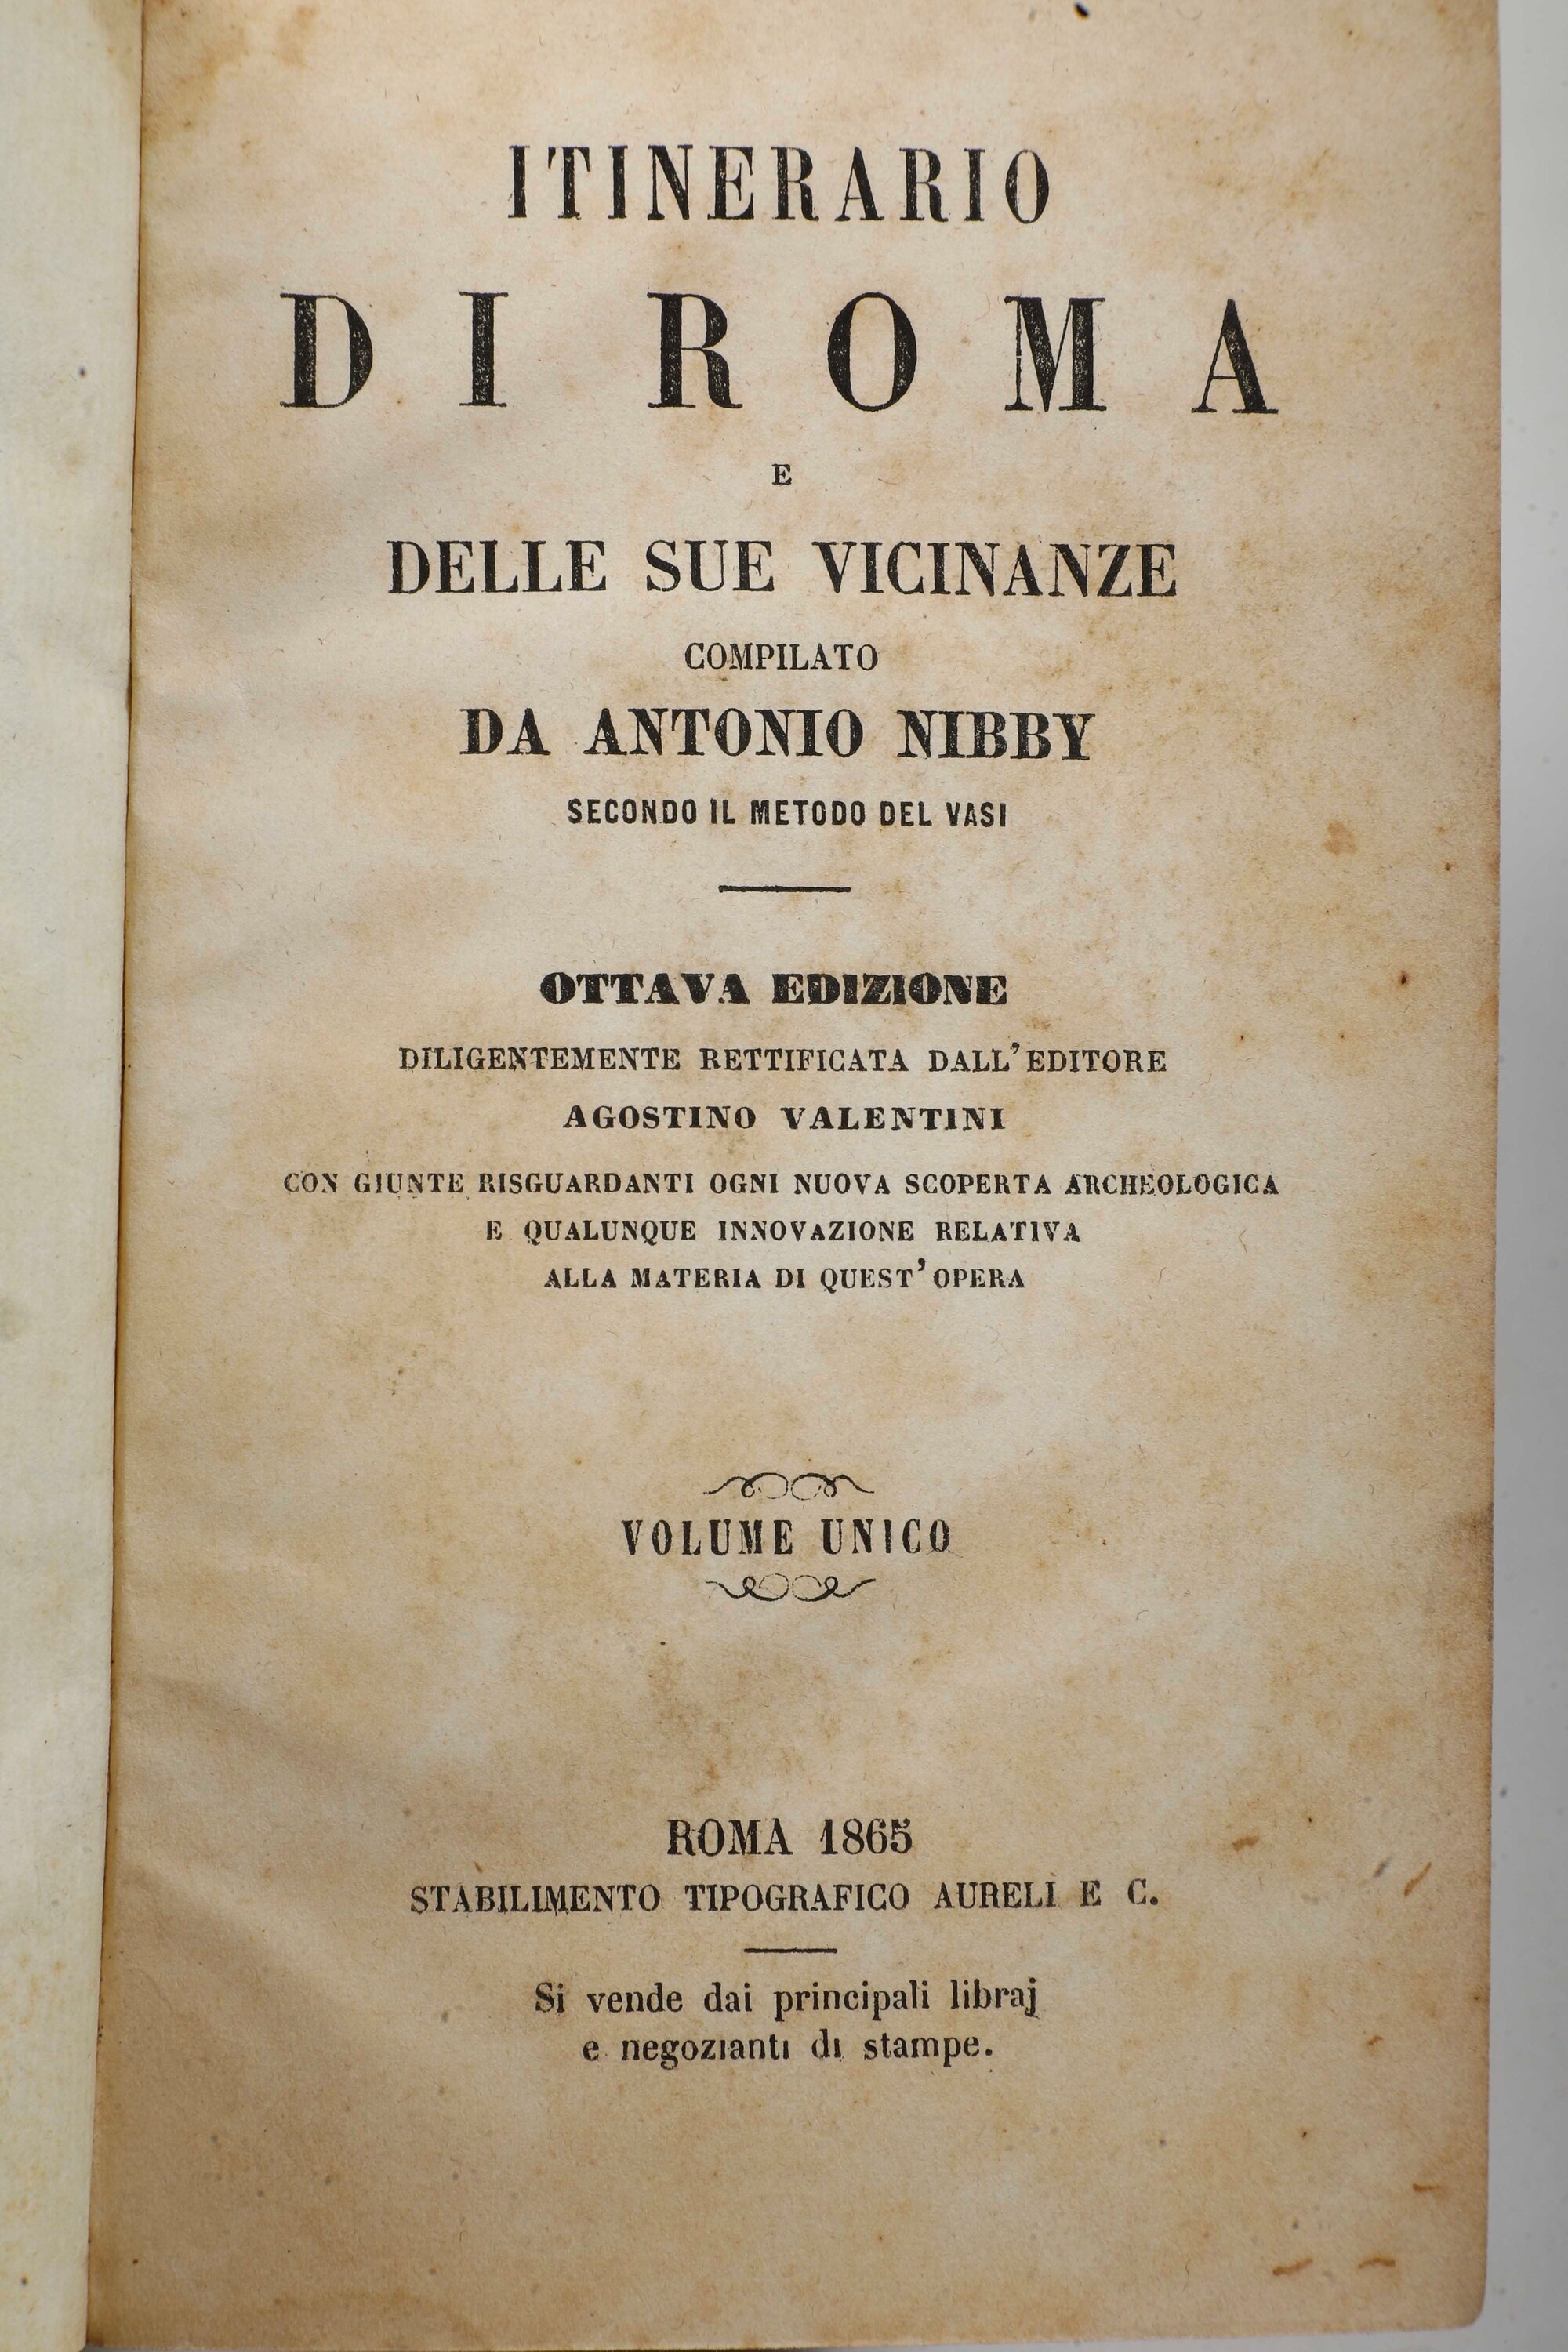 ITINERARIO
DI ROMA
E
DELLE SUE VICINANZE
COMPILATO
DA ANTONIO NIBBY
SECONDO IL METODO DEL VASI
OTTAVA EDIZIONE
DILIGENTEMENTE RETTIFICATA DALL'EDITORE
AGOSTINO VALENTINI
CON GIUNTE RISGUARDANTI OGNI NUOVA SCOPERTA ARCHEOLOGICA
E QUALUNQUE INNOVAZIONE RELATIVA
ALLA MATERIA DI QUEST'OPERA
VOLUME UNICO
ROMA 1865
STABILIMENTO TIPOGRAFICO AURELI E C.
Si vende dai principali libraj
e negozianti di stampe.